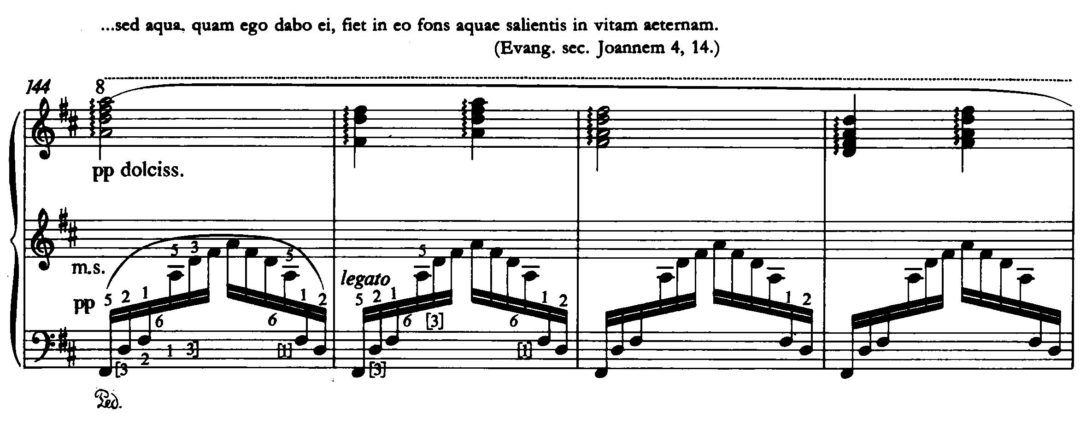 ...sed aqua, quam ego dabo ei, fiet in eo fons aquae salientis in vitam aeternam.
(Evang. sec. Joannem 4, 14.)
144 8
pp dolciss.
m.s.
5 3 5
5
legato
pp 5 2 1 1 2 5 2 1 1 2 1 2
6 6 6 [3] 6
[3 2 1 3] [1] [3] [1]
Ped.